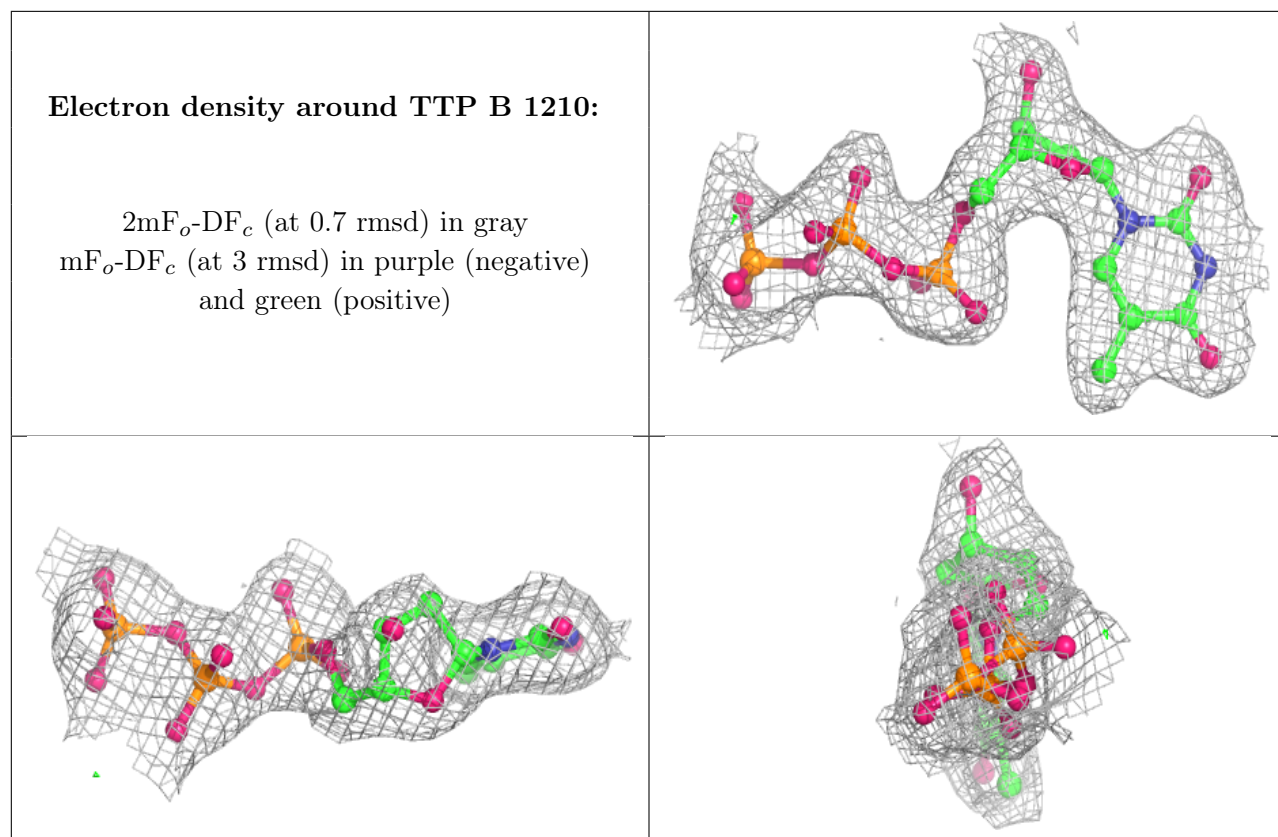 Electron density around TTP B 1210:
2mFo-DFc (at 0.7 rmsd) in gray
mFo-DFc (at 3 rmsd) in purple (negative)
and green (positive)